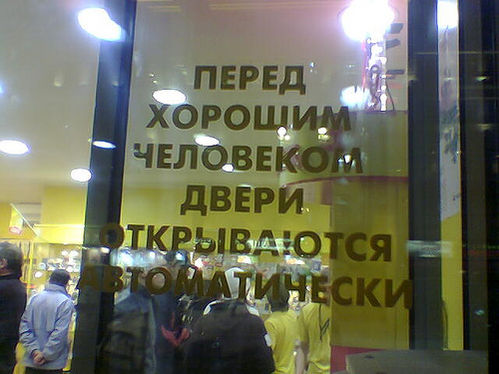 ПЕРЕД
ХОРОШИМ
ЧЕЛОВЕКОМ
ДВЕРИ
ОТКРЫВАЮТСЯ
АВТОМАТИЧЕСКИ